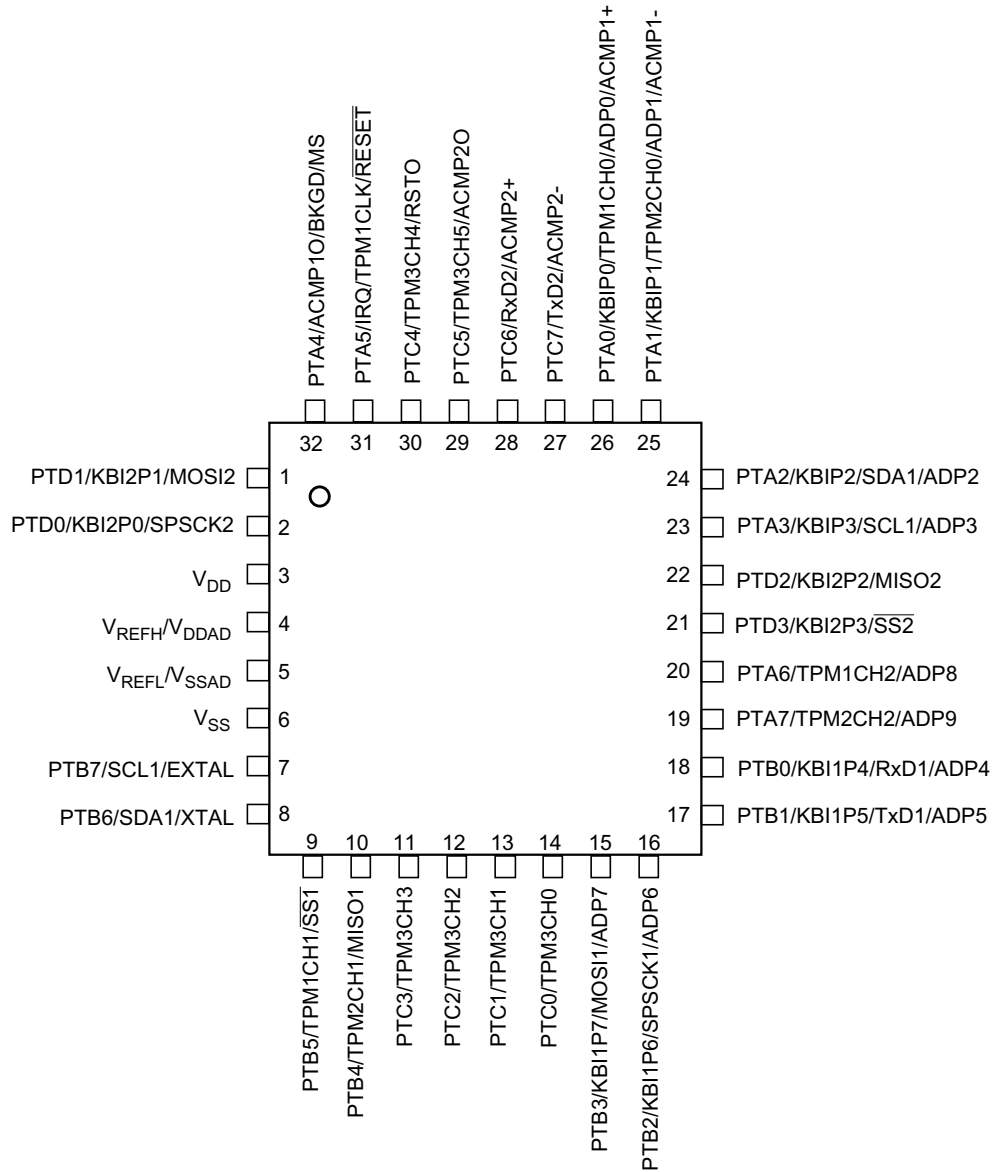 PTA4/ACMP1O/BKGD/MS
PTA5/IRQ/TPM1CLK/RESET
PTC4/TPM3CH4/RSTO
PTC5/TPM3CH5/ACMP2O
PTC6/RxD2/ACMP2+
PTC7/TxD2/ACMP2-
PTA0/KBIP0/TPM1CH0/ADP0/ACMP1+
PTA1/KBIP1/TPM2CH0/ADP1/ACMP1-
32 31 30 29 28 27 26 25
PTD1/KBI2P1/MOSI2 1
PTD0/KBI2P0/SPSCK2 2
VDD 3
VREFH/VDDAD 4
VREFL/VSSAD 5
VSS 6
PTB7/SCL1/EXTAL 7
PTB6/SDA1/XTAL 8
24 PTA2/KBIP2/SDA1/ADP2
23 PTA3/KBIP3/SCL1/ADP3
22 PTD2/KBI2P2/MISO2
21 PTD3/KBI2P3/SS2
20 PTA6/TPM1CH2/ADP8
19 PTA7/TPM2CH2/ADP9
18 PTB0/KBI1P4/RxD1/ADP4
17 PTB1/KBI1P5/TxD1/ADP5
9 10 11 12 13 14 15 16
PTB5/TPM1CH1/SS1
PTB4/TPM2CH1/MISO1
PTC3/TPM3CH3
PTC2/TPM3CH2
PTC1/TPM3CH1
PTC0/TPM3CH0
PTB3/KBI1P7/MOSI1/ADP7
PTB2/KBI1P6/SPSCK1/ADP6